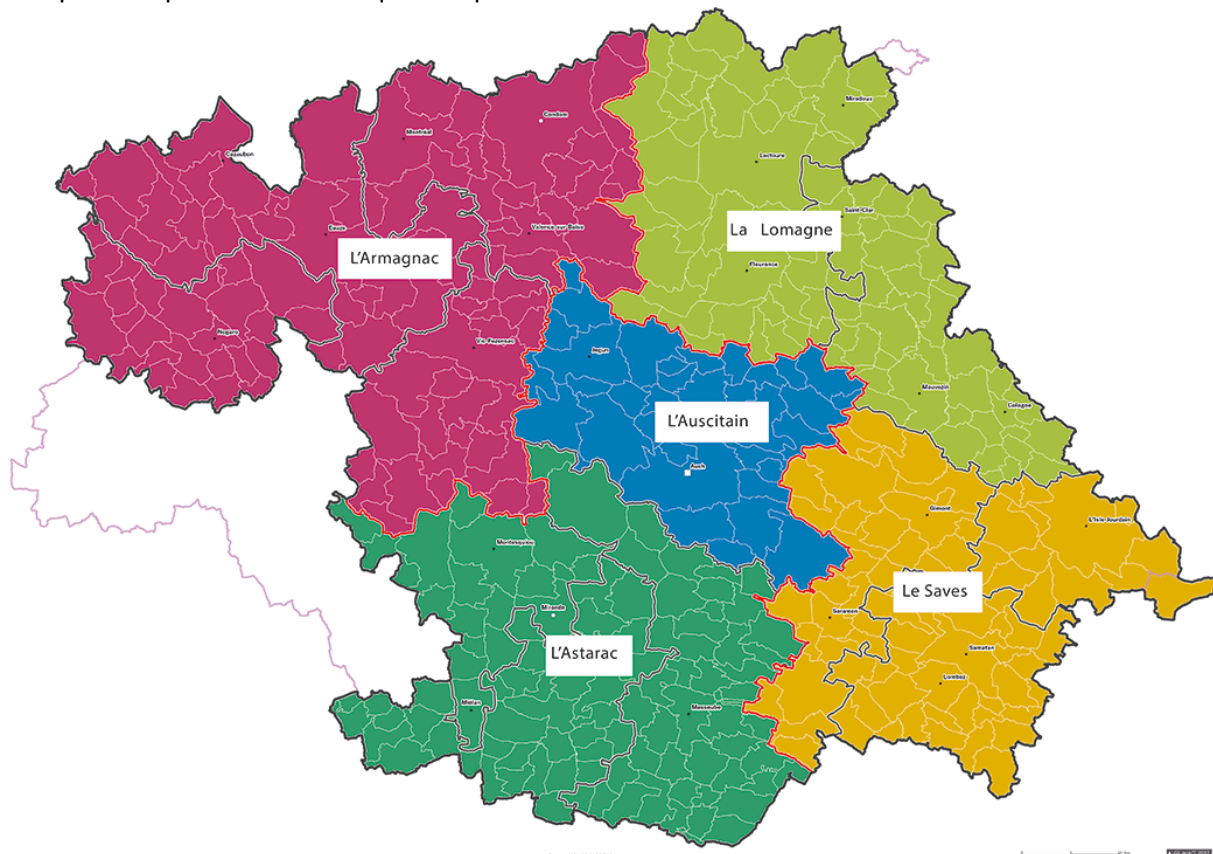 Miradoux
Condom
Montréal
Cazaubon
Lectoure
Saint-Clar
La Lomagne
Eauze
Valence-sur-Baïse
L'Armagnac
Fleurance
Nogaro
Vic-Fezensac
Jegun
Mauvezin
Cologne
L'Auscitain
Auch
Gimont
L'Isle-Jourdain
Montesquiou
Le Saves
Mirande
Saramon
L'Astarac
Samatan
Lombez
Miélan
Masseube